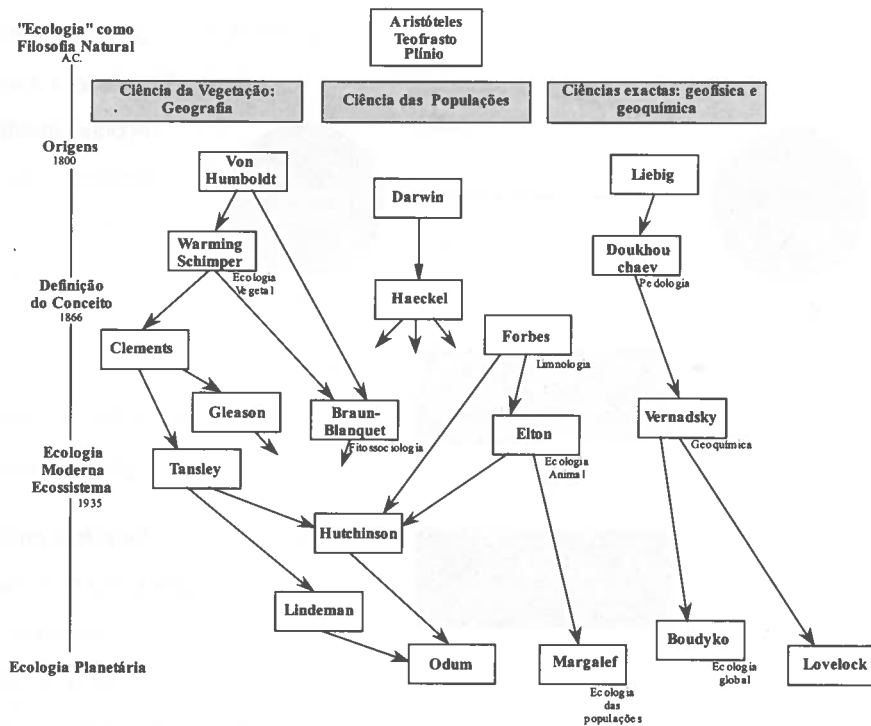 "Ecologia" como
Filosofia Natural
A.C.
Aristóteles
Teofrasto
Plínio
Ciência da Vegetação:
Geografia
Ciência das Populações
Ciências exactas: geofísica e
geoquímica
Origens
1800
Von
Humboldt
Darwin
Liebig
Warming
Schimper
Ecologia
Vegetal
Doukhou-
chaev
Pedologia
Definição
do Conceito
1866
Haeckel
Clements
Forbes
Limnologia
Gleason
Braun-
Blanquet
Fitossociologia
Elton
Ecologia
Animal
Vernadsky
Geoquímica
Ecologia
Moderna
Ecossistema
1935
Tansley
Hutchinson
Lindeman
Odum
Margalef
Ecologia
das
populações
Boudyko
Ecologia
global
Lovelock
Ecologia Planetária